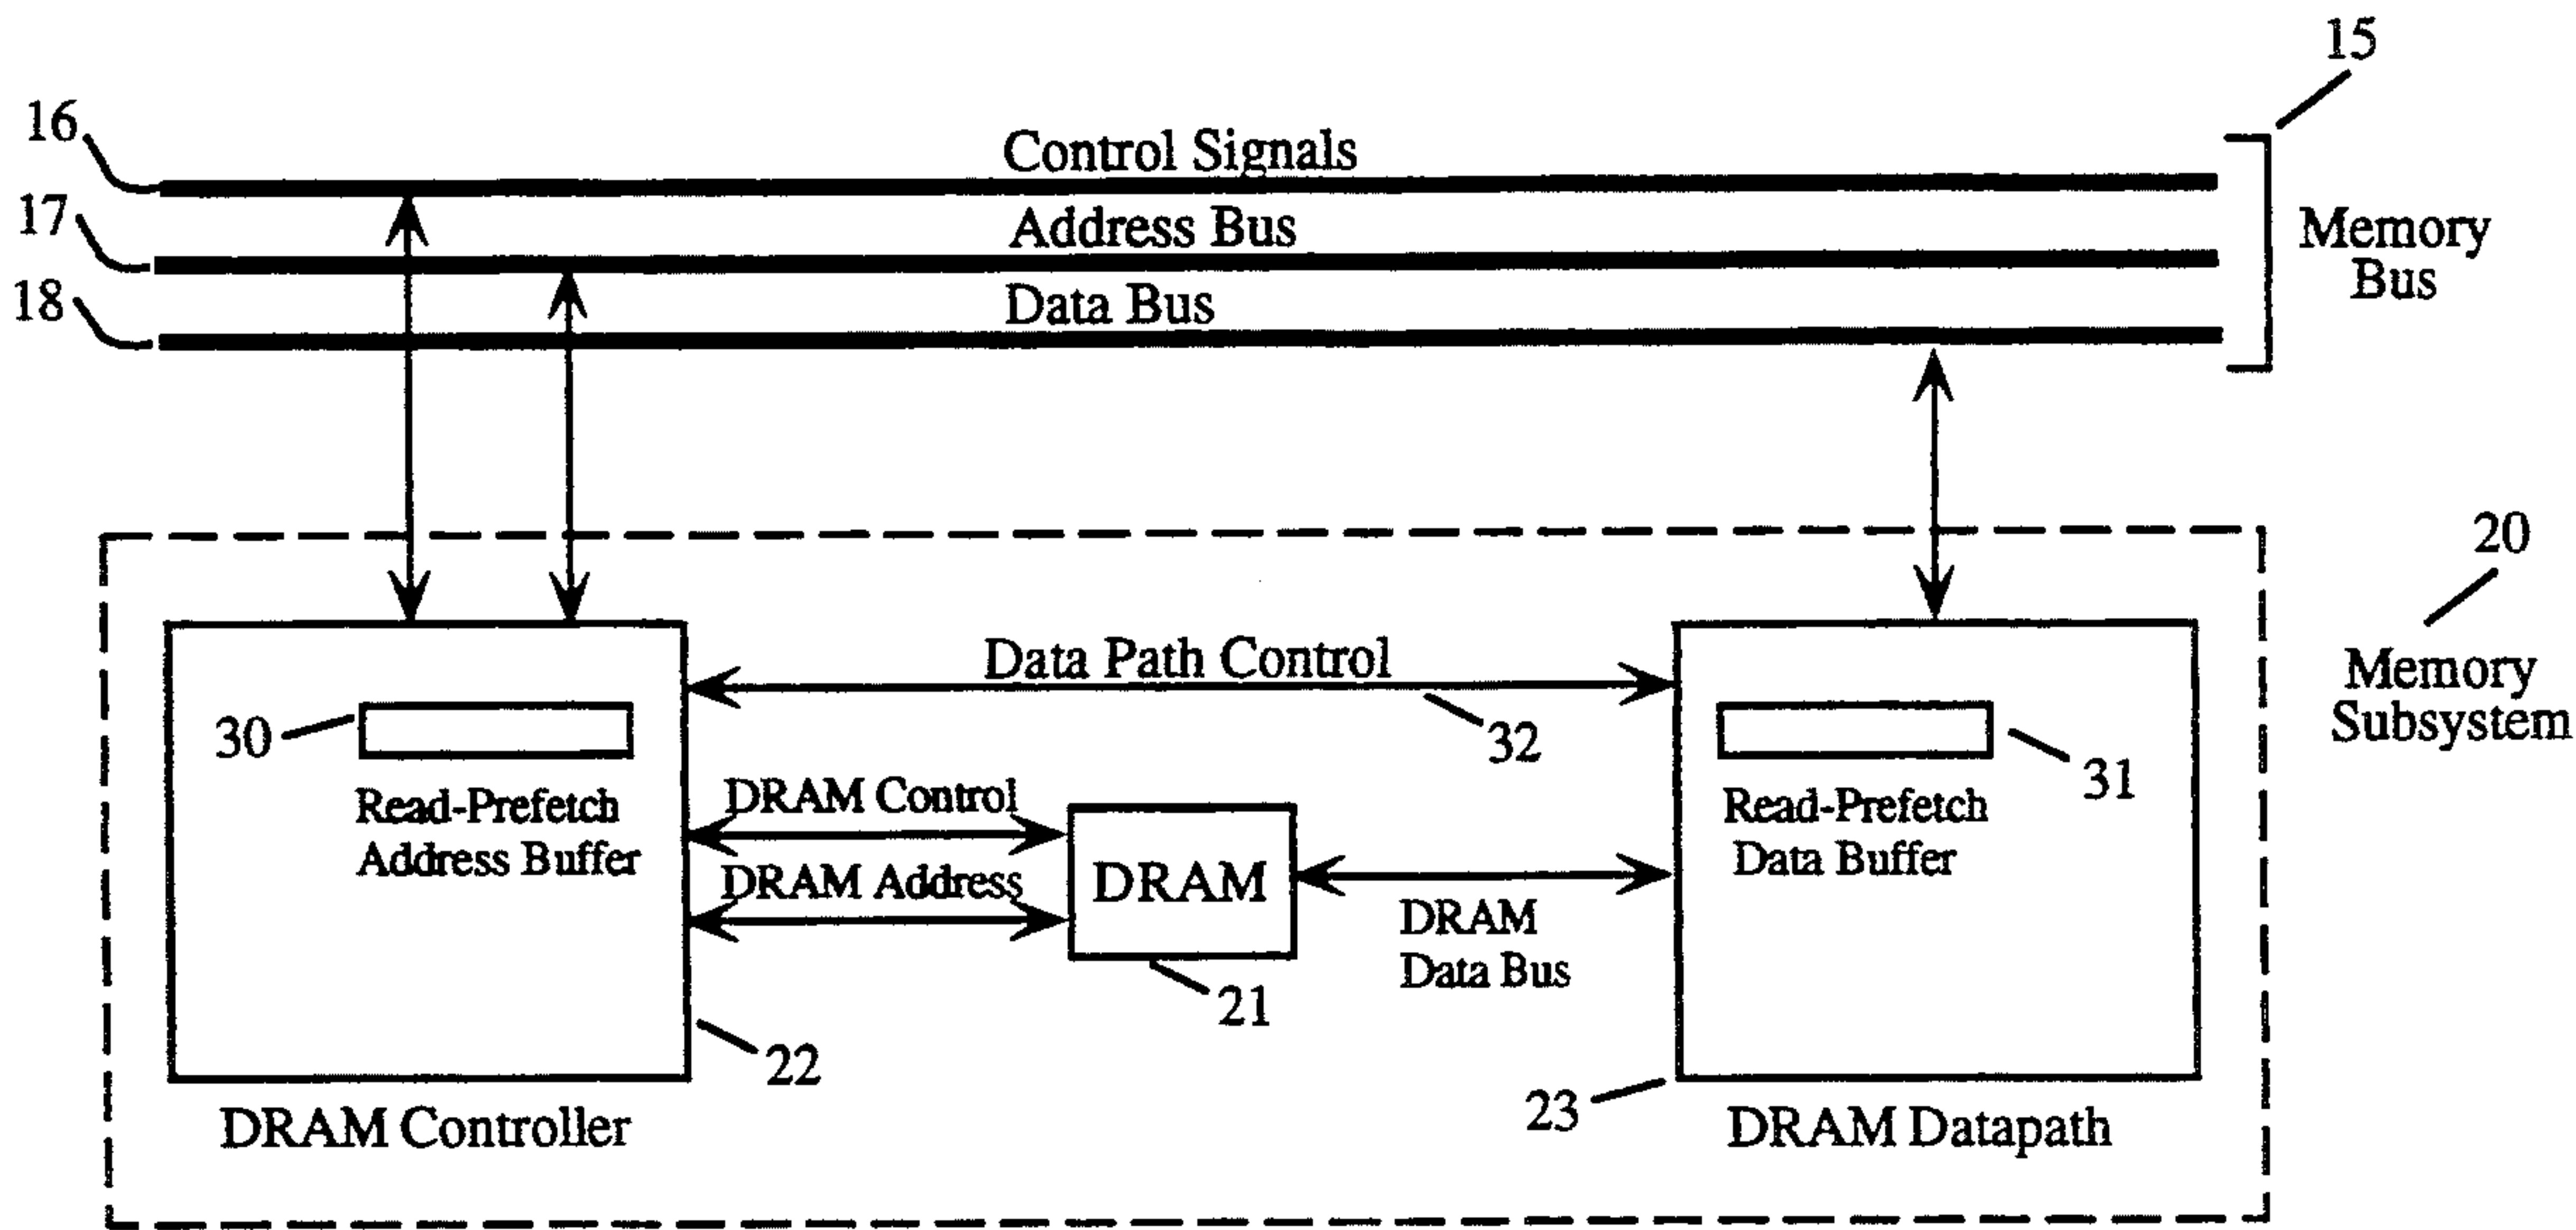 15
16
Control Signals
17
Address Bus
Memory
Bus
18
Data Bus
20
Memory
Subsystem
Data Path Control
32
30
31
Read-Prefetch
Address Buffer
DRAM Control
DRAM Address
DRAM
21
DRAM
Data Bus
Read-Prefetch
Data Buffer
22
23
DRAM Controller
DRAM Datapath